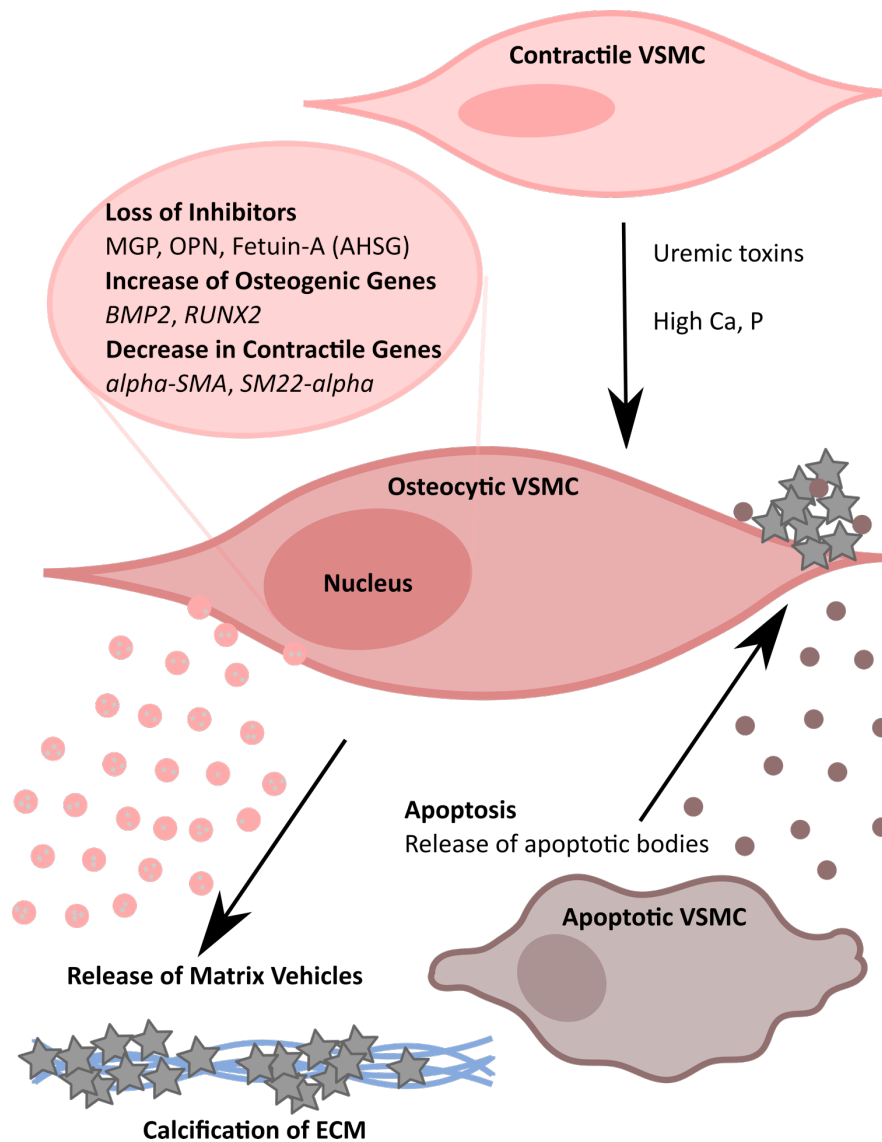 Contractile VSMC
Loss of Inhibitors
MGP, OPN, Fetuin-A (AHSG)
Increase of Osteogenic Genes
BMP2, RUNX2
Decrease in Contractile Genes
alpha-SMA, SM22-alpha
Uremic toxins
High Ca, P
Osteocytic VSMC
Nucleus
Apoptosis
Release of apoptotic bodies
Apoptotic VSMC
Release of Matrix Vehicles
Calcification of ECM